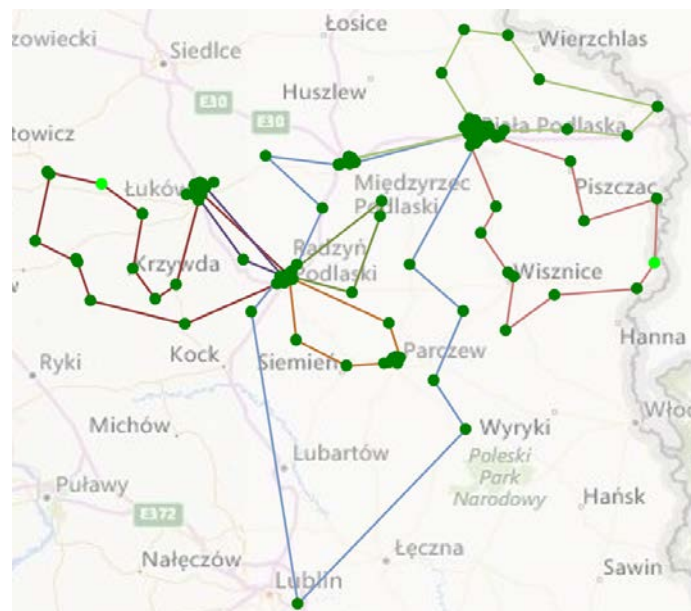 Łosice
zowiecki
Siedlce
Wierzchlas
E30
Huszlew
E30
Biała Podlaska
towicz
Łuków
Międzyrzec
Podlaski
Piszczac
Krzywda
Radzyń
Podlaski
Wisznice
Hanna
Ryki
Kock
Siemień
Parczew
Michów
Wyryki
Włod
Lubartów
Poleski
Park
Narodowy
Puławy
E372
Hańsk
Nałęczów
Łęczna
Lublin
Sawin